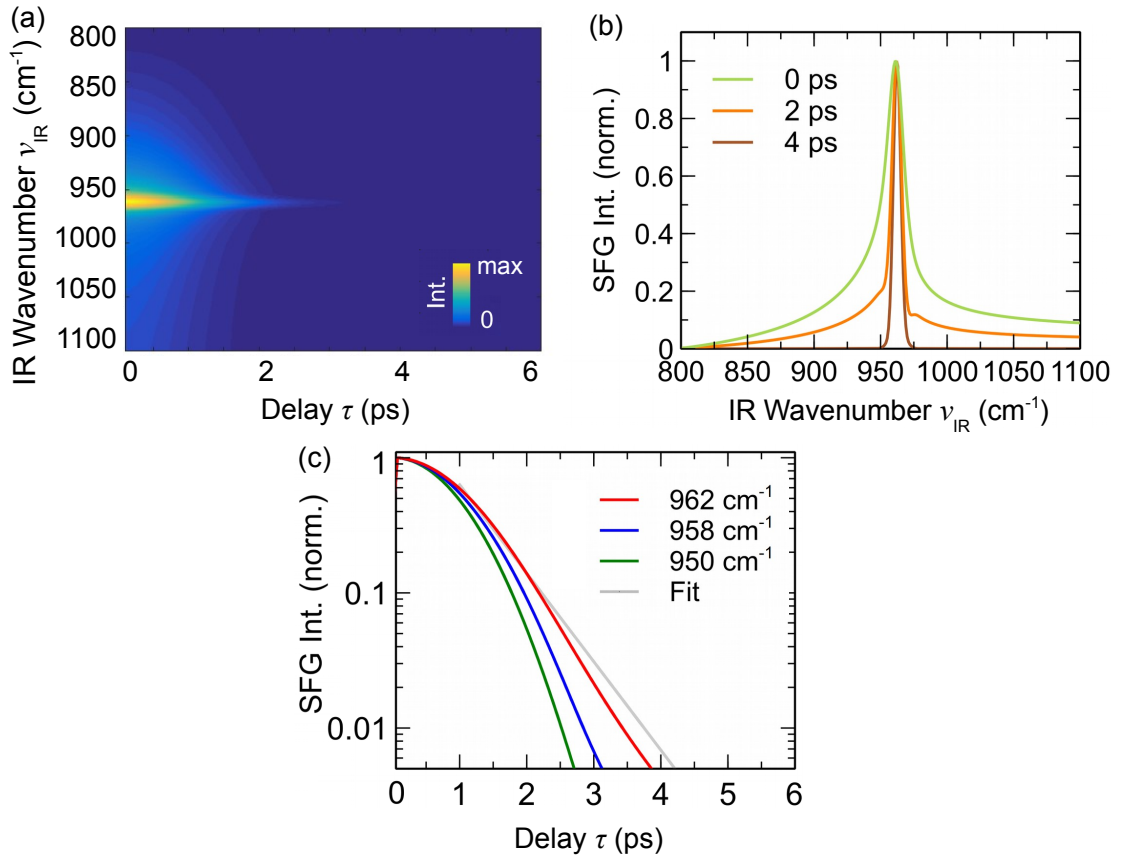 (a)
800
850
900
950
1000
1050
1100
IR Wavenumber νIR (cm⁻¹)
Int.
max
0
0 2 4 6
Delay τ (ps)
(b)
0 ps
2 ps
4 ps
1
0.8
0.6
0.4
0.2
0
SFG Int. (norm.)
800 850 900 950 1000 1050 1100
IR Wavenumber νIR (cm⁻¹)
(c)
962 cm⁻¹
958 cm⁻¹
950 cm⁻¹
Fit
1
0.1
0.01
SFG Int. (norm.)
0 1 2 3 4 5 6
Delay τ (ps)